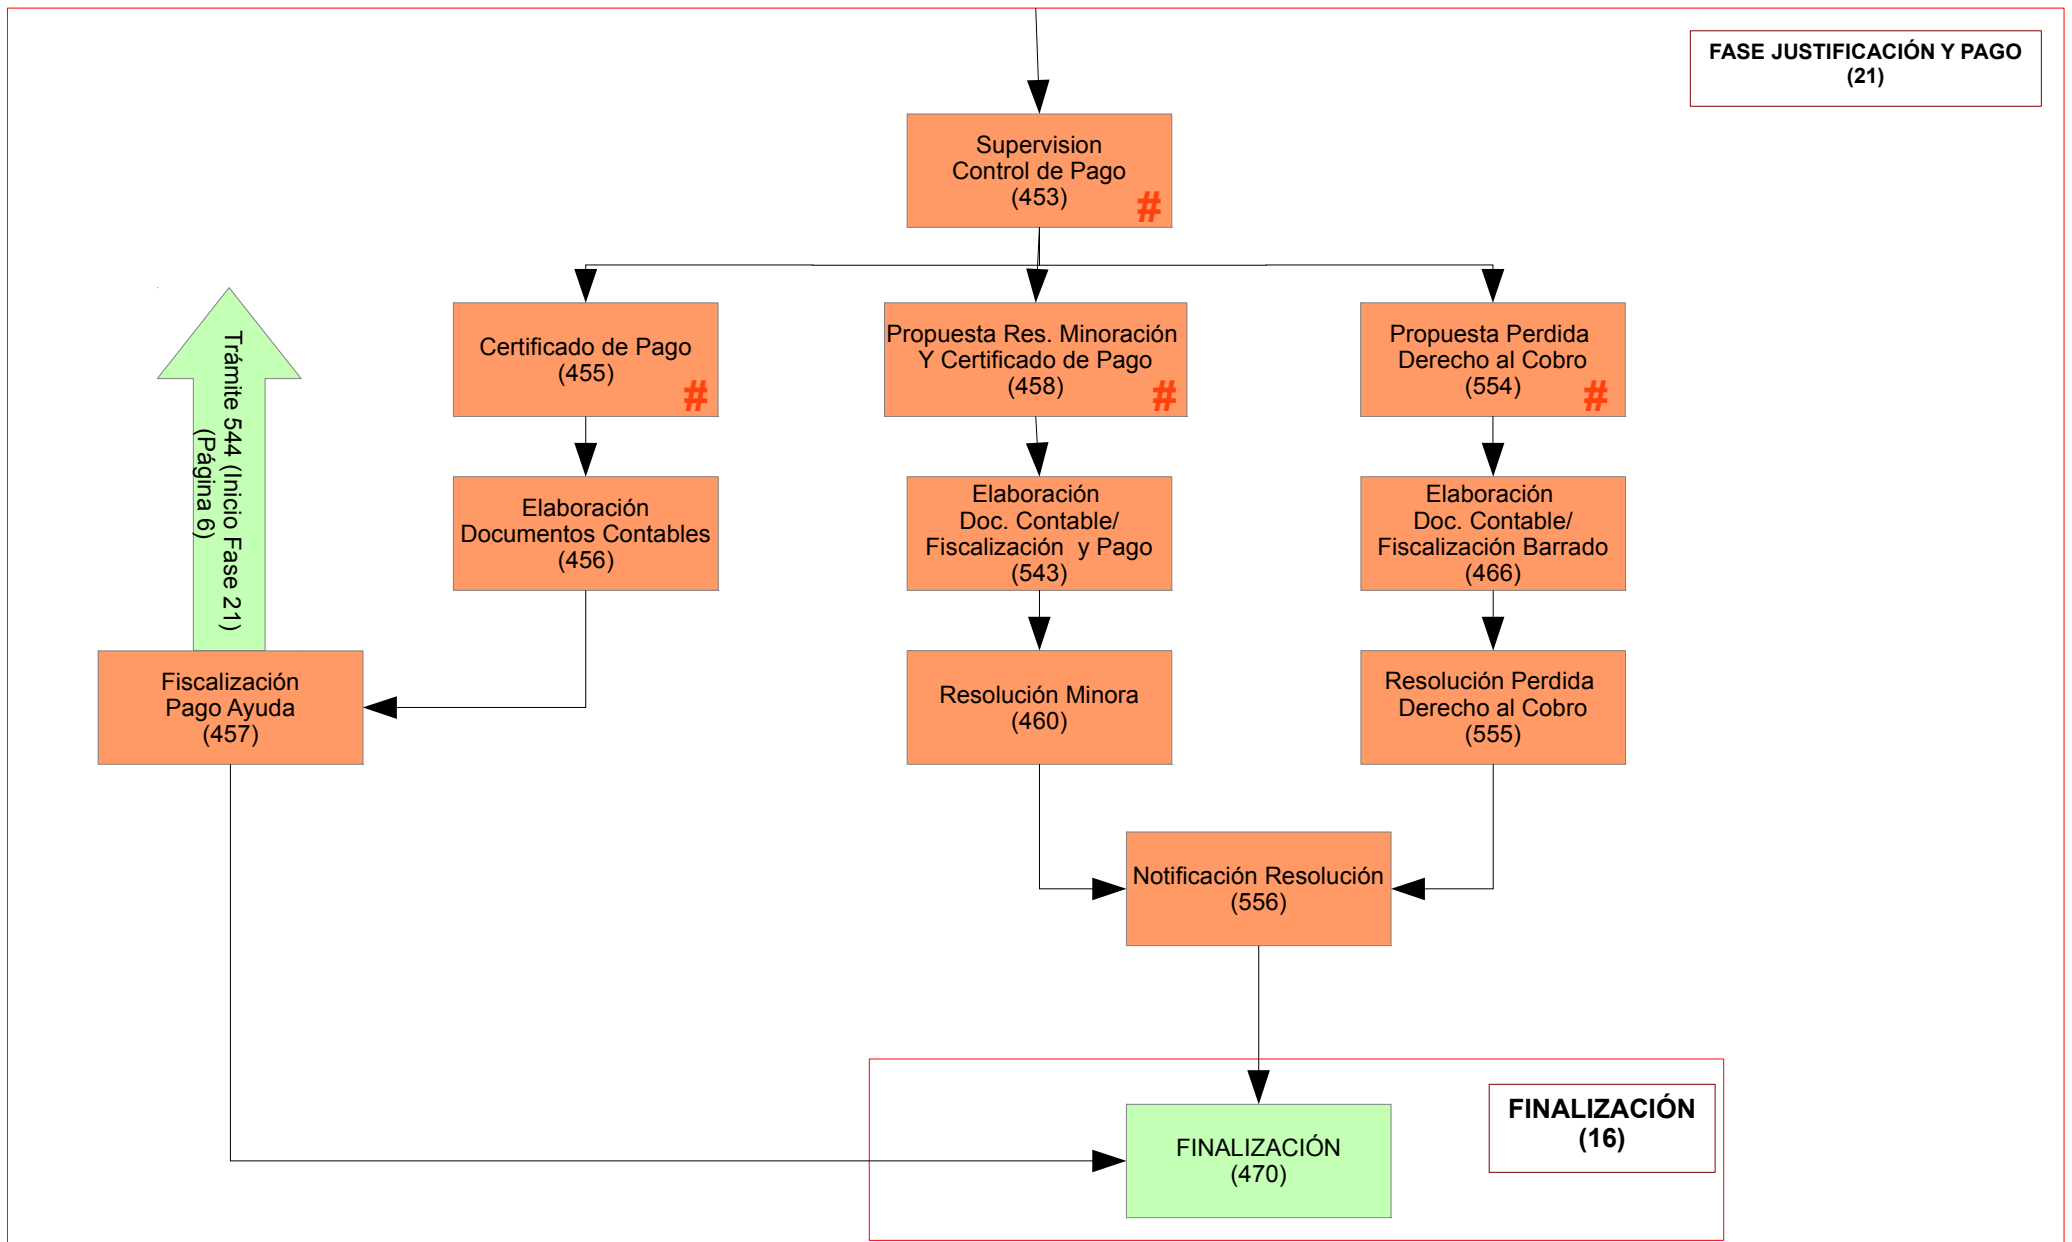 FASE JUSTIFICACIÓN Y PAGO
(21)
Supervision
Control de Pago
(453)
#
Certificado de Pago
(455)
#
Propuesta Res. Minoración
Y Certificado de Pago
(458)
#
Propuesta Perdida
Derecho al Cobro
(554)
#
Trámite 544 (Inicio Fase 21)
(Página 6)
Elaboración
Documentos Contables
(456)
Elaboración
Doc. Contable/
Fiscalización y Pago
(543)
Elaboración
Doc. Contable/
Fiscalización Barrado
(466)
Fiscalización
Pago Ayuda
(457)
Resolución Minora
(460)
Resolución Perdida
Derecho al Cobro
(555)
Notificación Resolución
(556)
FINALIZACIÓN
(16)
FINALIZACIÓN
(470)